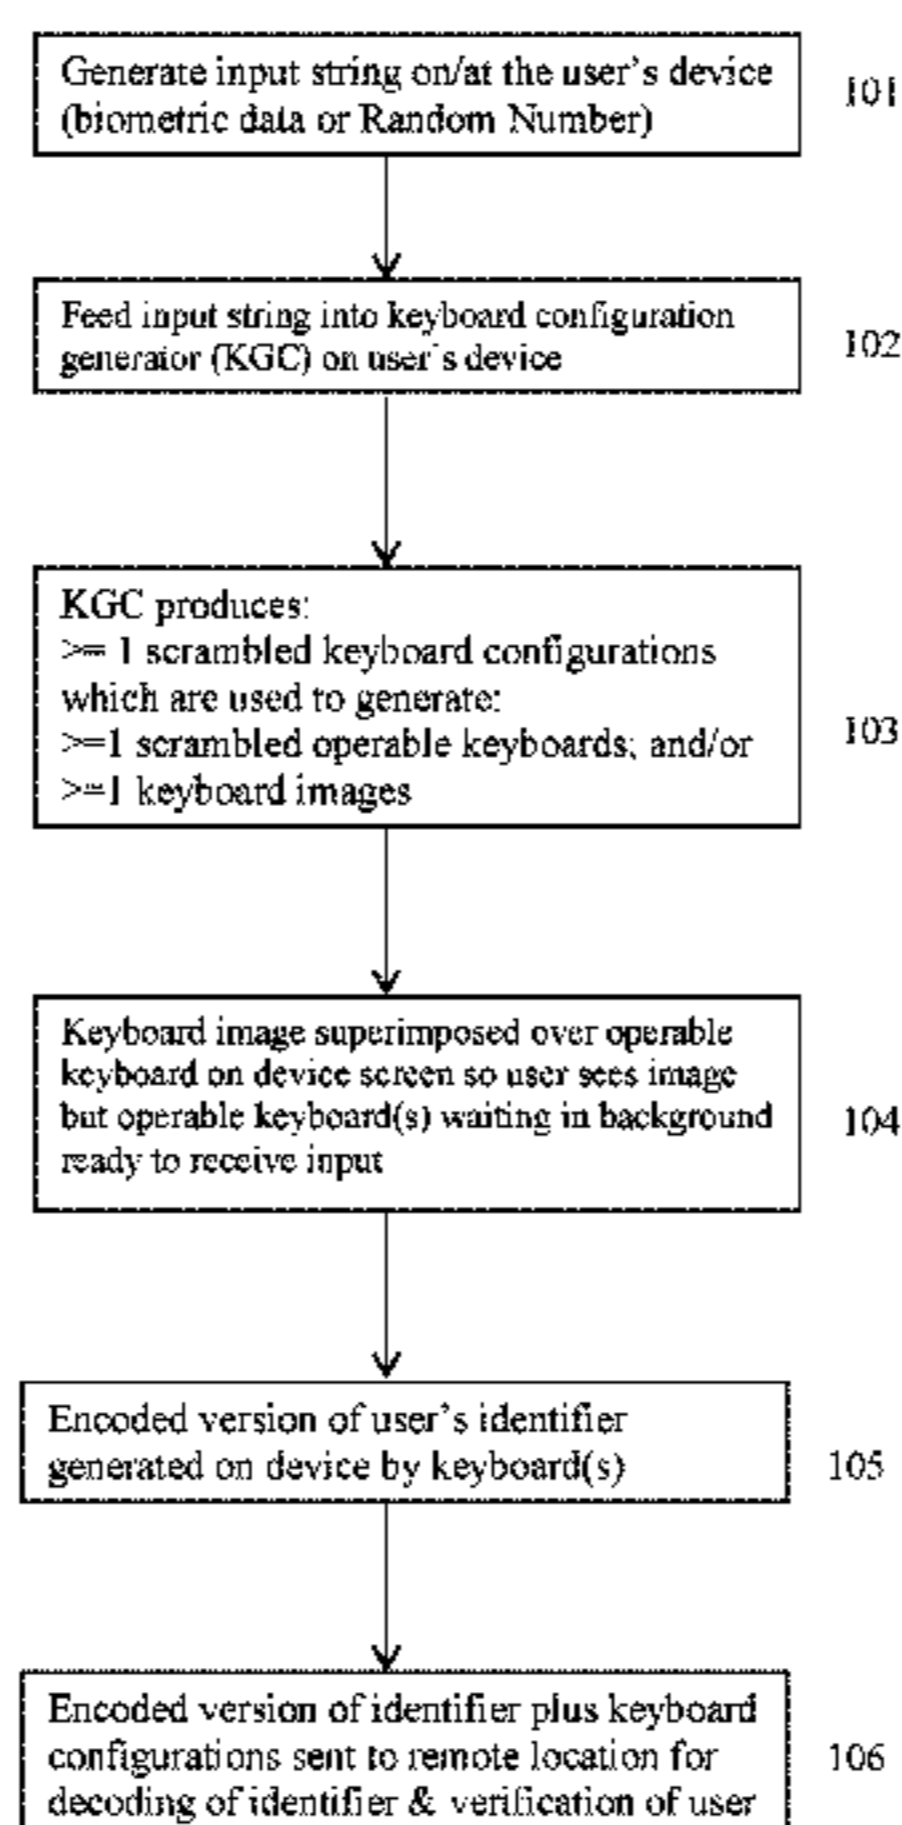 Generate input string on/at the user's device
(biometric data or Random Number)
101
Feed input string into keyboard configuration
generator (KGC) on user's device
102
KGC produces:
>= 1 scrambled keyboard configurations
which are used to generate:
>=1 scrambled operable keyboards; and/or
>=1 keyboard images
103
Keyboard image superimposed over operable
keyboard on device screen so user sees image
but operable keyboard(s) waiting in background
ready to receive input
104
Encoded version of user's identifier
generated on device by keyboard(s)
105
Encoded version of identifier plus keyboard
configurations sent to remote location for
decoding of identifier & verification of user
106